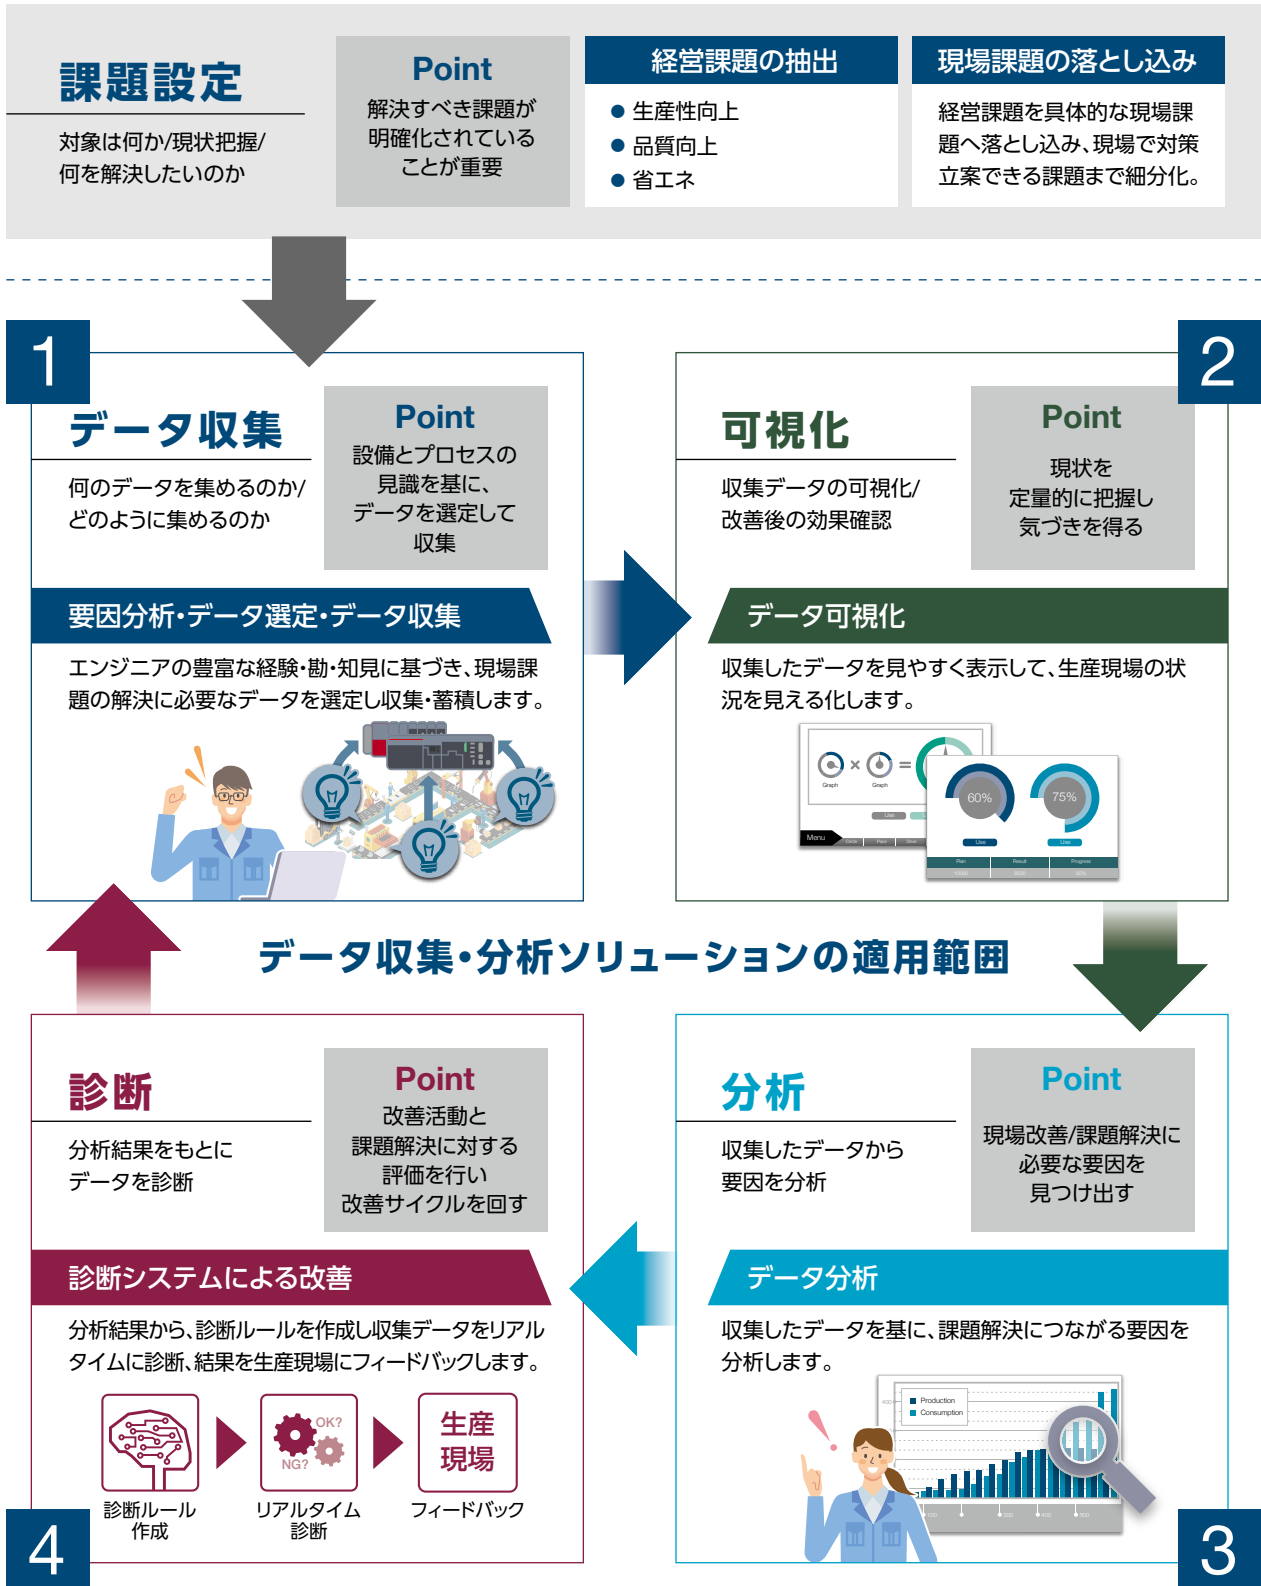 課題設定
対象は何か/現状把握/
何を解決したいのか
Point
解決すべき課題が
明確化されている
ことが重要
経営課題の抽出
● 生産性向上
● 品質向上
● 省エネ
現場課題の落とし込み
経営課題を具体的な現場課
題へ落とし込み、現場で対策
立案できる課題まで細分化。
1
データ収集
何のデータを集めるのか/
どのように集めるのか
Point
設備とプロセスの
見識を基に、
データを選定して
収集
要因分析・データ選定・データ収集
エンジニアの豊富な経験・勘・知見に基づき、現場課
題の解決に必要なデータを選定し収集・蓄積します。
2
可視化
収集データの可視化/
改善後の効果確認
Point
現状を
定量的に把握し
気づきを得る
データ可視化
収集したデータを見やすく表示して、生産現場の状
況を見える化します。
Graph
×
Graph
=
Use
Menu
60%
75%
Use
Use
Plan
Result
Progress
データ収集・分析ソリューションの適用範囲
分析
収集したデータから
要因を分析
Point
現場改善/課題解決に
必要な要因を
見つけ出す
データ分析
収集したデータを基に、課題解決につながる要因を
分析します。
Production
Consumption
3
診断
分析結果をもとに
データを診断
Point
改善活動と
課題解決に対する
評価を行い
改善サイクルを回す
診断システムによる改善
分析結果から、診断ルールを作成し収集データをリアル
タイムに診断、結果を生産現場にフィードバックします。
OK?
NG?
生産
現場
診断ルール
作成
リアルタイム
診断
フィードバック
4